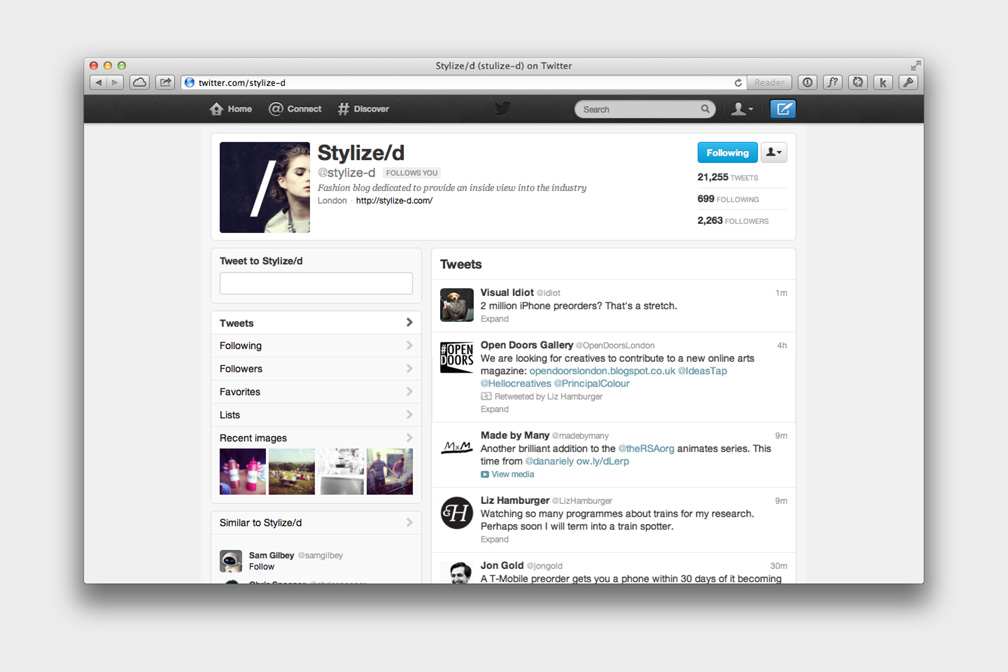 Stylize/d (stulize-d) on Twitter
twitter.com/stylize-d
Reader
f?
k
Home
Connect
Discover
Search
/
Stylize/d
@stylize-d FOLLOWS YOU
Fashion blog dedicated to provide an inside view into the industry
London · http://stylize-d.com/
Following
21,255 TWEETS
699 FOLLOWING
2,263 FOLLOWERS
Tweet to Stylize/d
Tweets
Following
Followers
Favorites
Lists
Recent images
Similar to Stylize/d
Sam Gilbey @samgilbey
Follow
Tweets
Visual Idiot @idiot 1m
2 million iPhone preorders? That's a stretch.
Expand
#OPEN
DOORS
Open Doors Gallery @OpenDoorsLondon 4h
We are looking for creatives to contribute to a new online arts
magazine: opendoorslondon.blogspot.co.uk @IdeasTap
@Hellocreatives @PrincipalColour
Retweeted by Liz Hamburger
Expand
MxM
Made by Many @madebymany 9m
Another brilliant addition to the @theRSAorg animates series. This
time from @danariely ow.ly/dLerp
View media
Liz Hamburger @LizHamburger 9m
Watching so many programmes about trains for my research.
Perhaps soon I will term into a train spotter.
Expand
Jon Gold @jongold 30m
A T-Mobile preorder gets you a phone within 30 days of it becoming